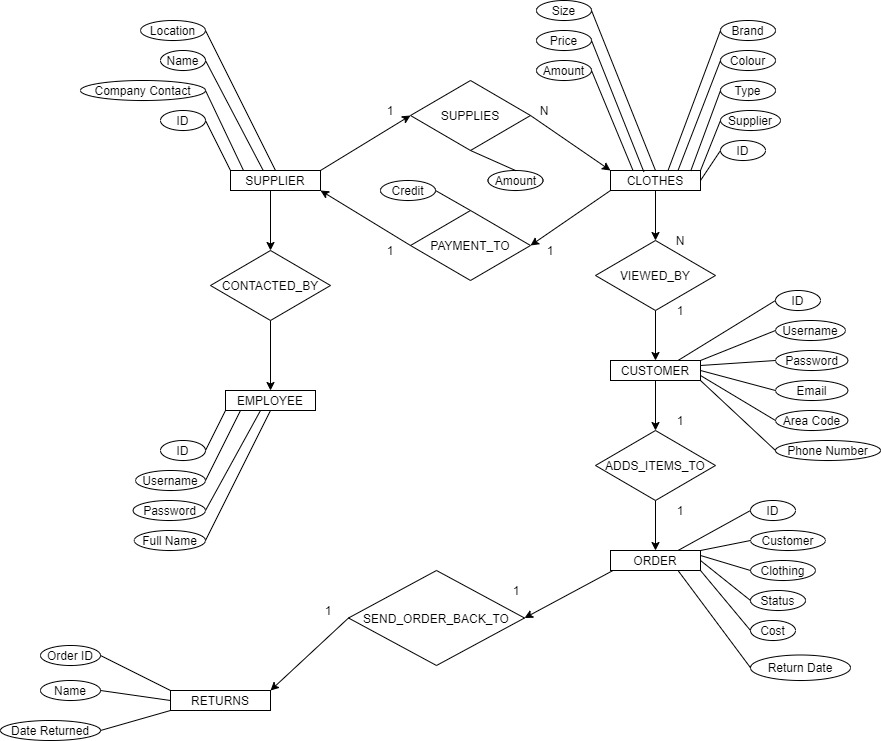 Size
Location
Brand
Price
Name
Colour
Amount
Company Contact
Type
1
SUPPLIES
N
ID
Supplier
ID
SUPPLIER
Amount
CLOTHES
Credit
N
PAYMENT_TO
1
1
VIEWED_BY
CONTACTED_BY
ID
1
Username
Password
CUSTOMER
Email
EMPLOYEE
Area Code
1
ID
Phone Number
ADDS_ITEMS_TO
Username
Password
1
ID
Full Name
Customer
ORDER
Clothing
1
Status
1
SEND_ORDER_BACK_TO
Cost
Order ID
Return Date
Name
RETURNS
Date Returned